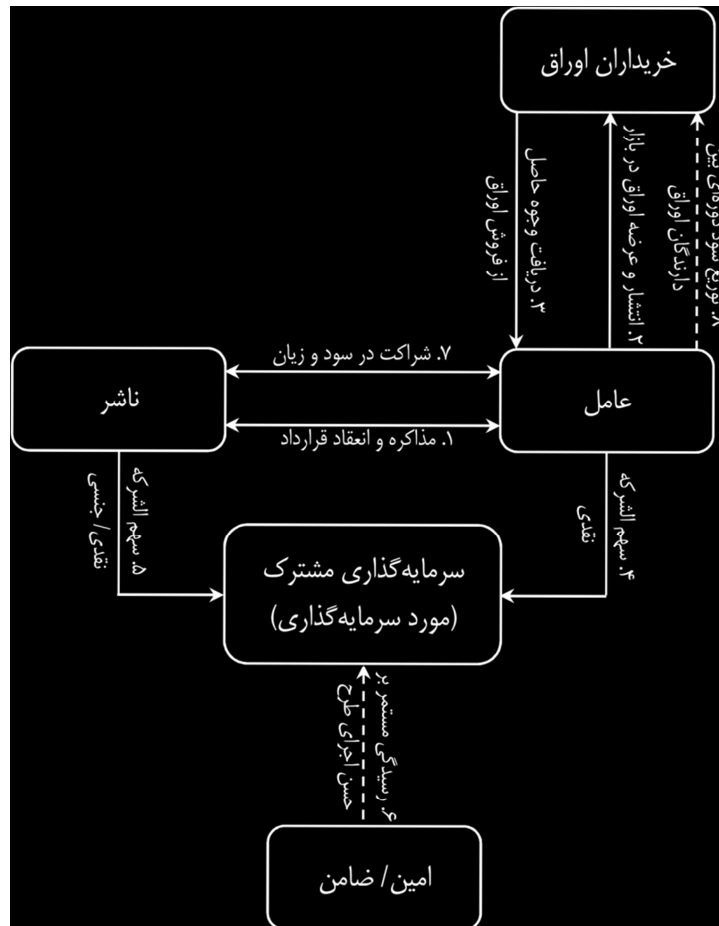 خریداران اوراق
۳. دریافت وجوه حاصل
از فروش اوراق
۲. انتشار و عرضه اوراق در بازار
۸. توزیع سود دوره‌ای بین
دارندگان اوراق
ناشر
۷. شراکت در سود و زیان
۱. مذاکره و انعقاد قرارداد
عامل
۵. سهم الشرکه
نقدی/ جنسی
۴. سهم الشرکه
نقدی
سرمایه‌گذاری مشترک
(مورد سرمایه‌گذاری)
۶. رسیدگی مستمر بر
حسن اجرای طرح
امین/ ضامن